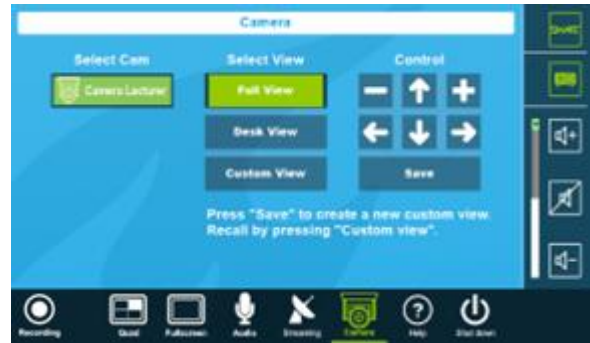 Camera
Select Cam
Select View
Control
Camera Lecturer
Full View
Desk View
Custom View
Save
Press "Save" to create a new custom view.
Recall by pressing "Custom view".
Recording
Quad
Fullscreen
Audio
Streaming
Camera
Help
Shut down